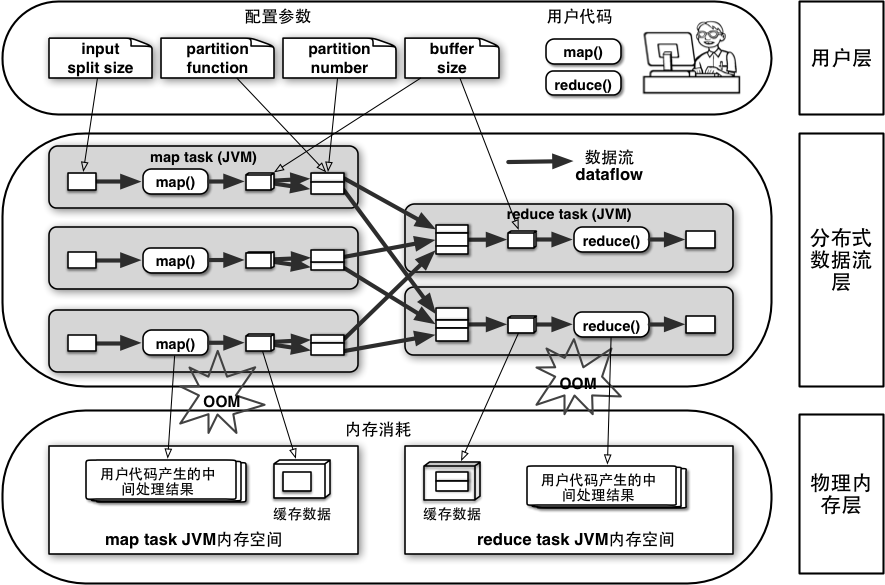 配置参数
用户代码
input
split size
partition
function
partition
number
buffer
size
map()
reduce()
用户层
map task (JVM)
map()
map()
map()
数据流
dataflow
reduce task (JVM)
reduce()
reduce()
分布式
数据流
层
OOM
OOM
内存消耗
用户代码产生的中
间处理结果
缓存数据
map task JVM内存空间
缓存数据
用户代码产生的中
间处理结果
reduce task JVM内存空间
物理内
存层